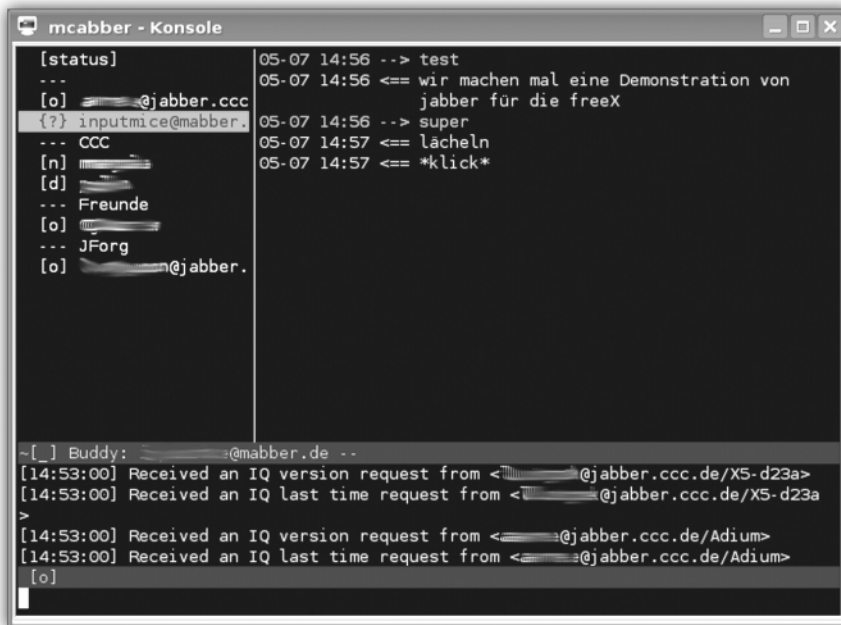 mcabber - Konsole
[status]
---
[o] @jabber.ccc
{?} inputmice@mabber.
--- CCC
[n]
[d]
--- Freunde
[o]
--- JForg
[o] n@jabber.
05-07 14:56 --> test
05-07 14:56 <== wir machen mal eine Demonstration von
jabber für die freeX
05-07 14:56 --> super
05-07 14:57 <== lächeln
05-07 14:57 <== *klick*
~[_] Buddy: @mabber.de --
[14:53:00] Received an IQ version request from <@jabber.ccc.de/X5-d23a>
[14:53:00] Received an IQ last time request from <@jabber.ccc.de/X5-d23a
>
[14:53:00] Received an IQ version request from <@jabber.ccc.de/Adium>
[14:53:00] Received an IQ last time request from <@jabber.ccc.de/Adium>
[o]